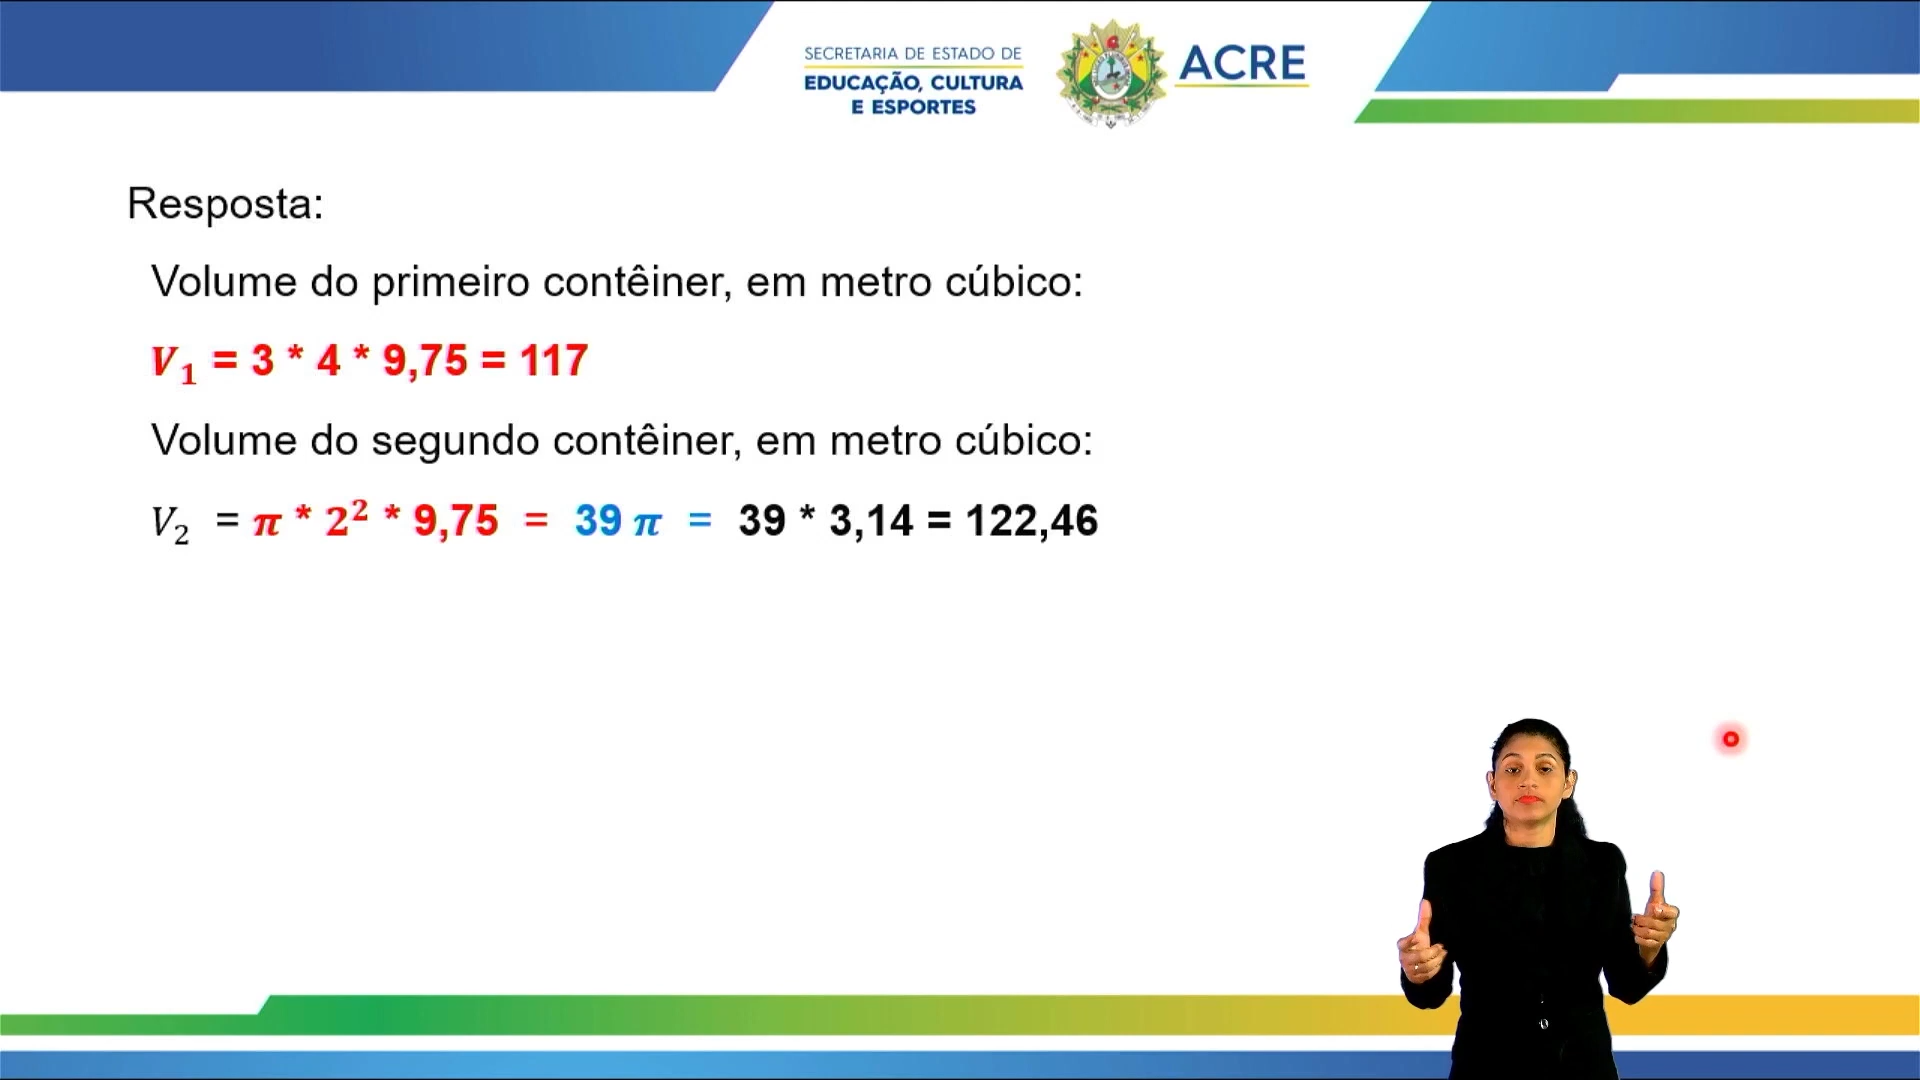 SECRETARIA DE ESTADO DE
EDUCAÇÃO, CULTURA
E ESPORTES
ACRE
Resposta:
Volume do primeiro contêiner, em metro cúbico:
V₁ = 3 * 4 * 9,75 = 117
Volume do segundo contêiner, em metro cúbico:
V₂ = π * 2² * 9,75 = 39 π = 39 * 3,14 = 122,46